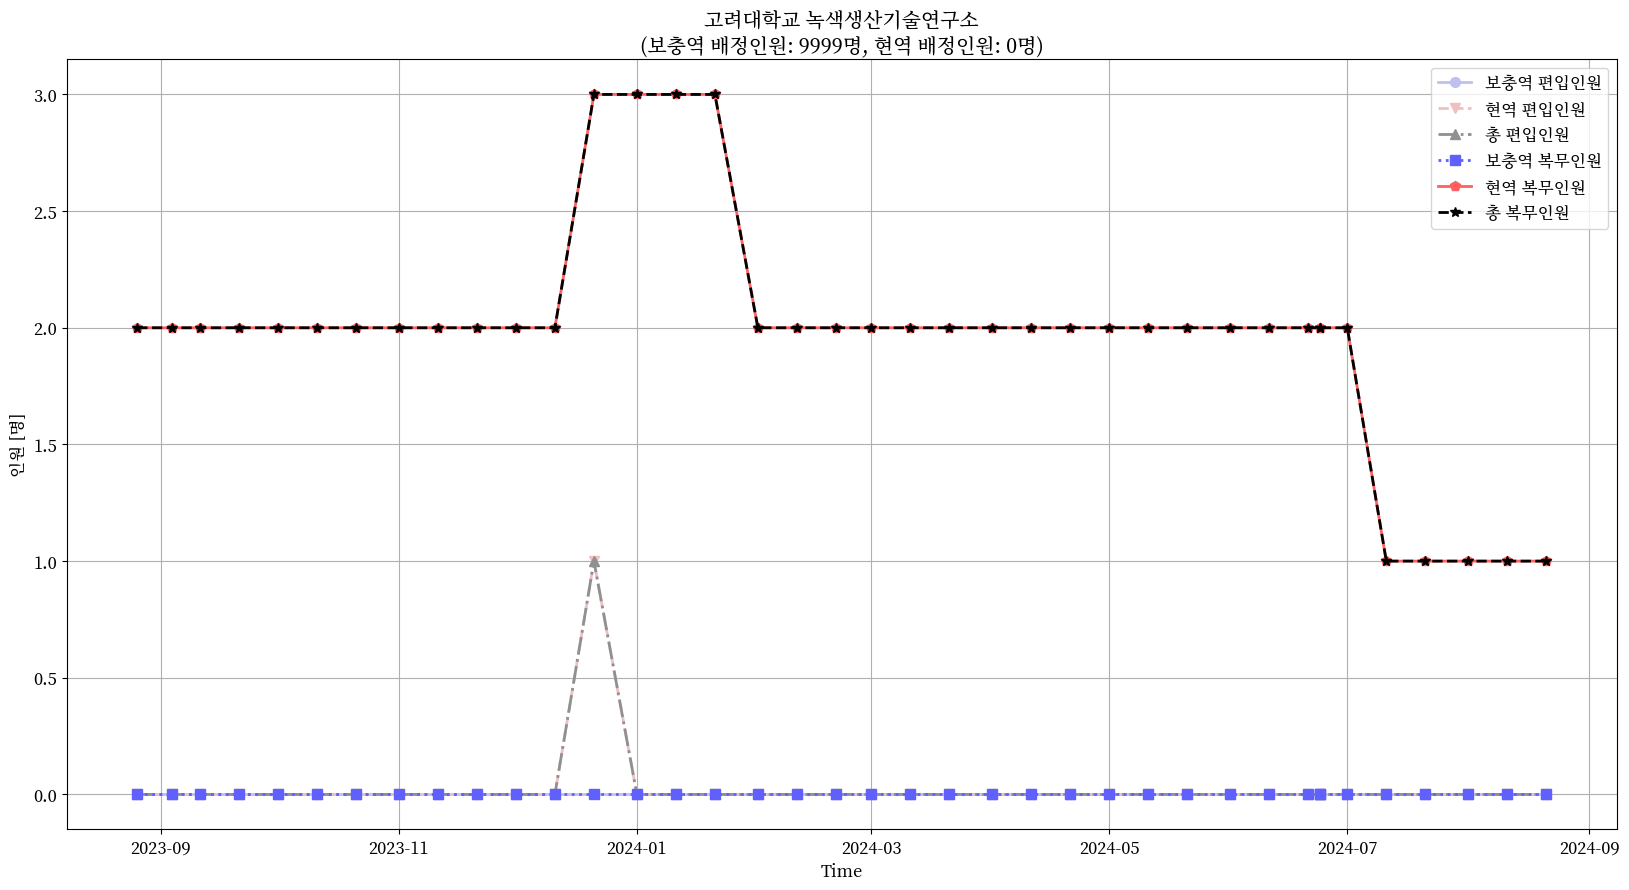 고려대학교 녹색생산기술연구소
(보충역 배정인원: 9999명, 현역 배정인원: 0명)
보충역 편입인원
현역 편입인원
총 편입인원
보충역 복무인원
현역 복무인원
총 복무인원
인원 [명]
3.0
2.5
2.0
1.5
1.0
0.5
0.0
2023-09
2023-11
2024-01
2024-03
2024-05
2024-07
2024-09
Time